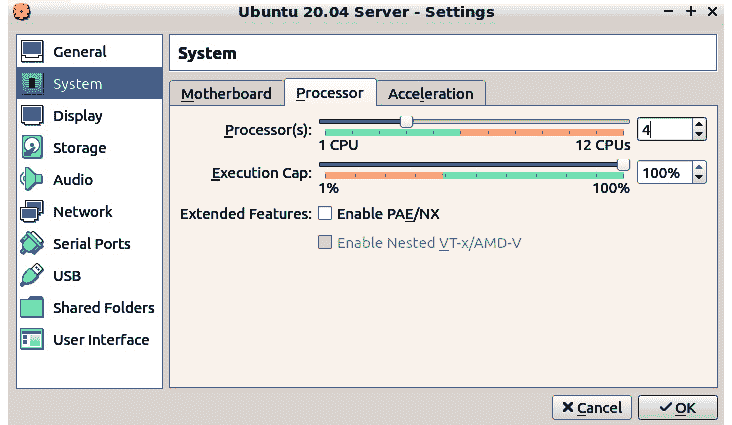 Ubuntu 20.04 Server - Settings
General
System
Display
Storage
Audio
Network
Serial Ports
USB
Shared Folders
User Interface
System
Motherboard Processor Acceleration
Processor(s): 4
1 CPU 12 CPUs
Execution Cap: 100%
1% 100%
Extended Features: Enable PAE/NX
Enable Nested VT-x/AMD-V
Cancel OK